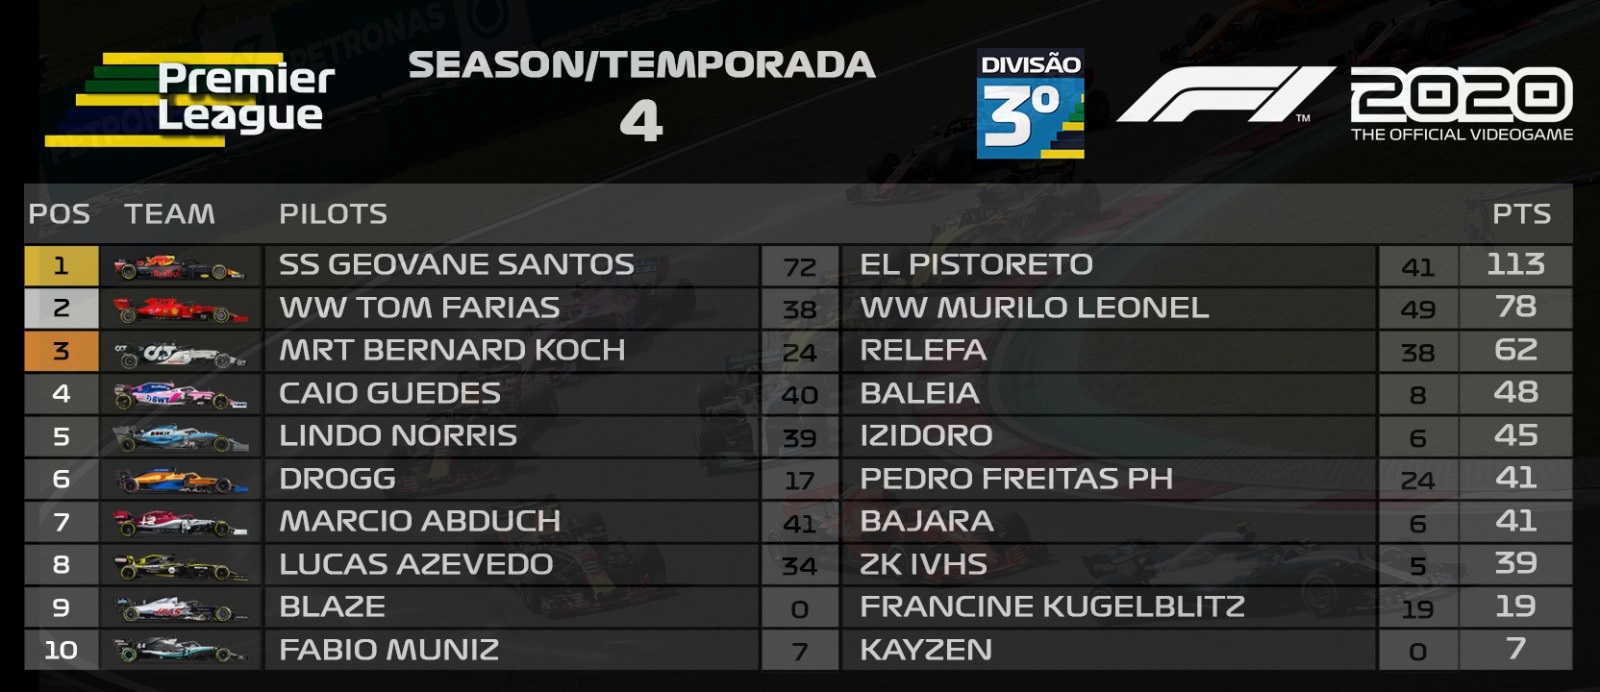 Premier League
SEASON/TEMPORADA
4
DIVISÃO
3º
F1 ™
2020
THE OFFICIAL VIDEOGAME
POS TEAM PILOTS PTS
1 SS GEOVANE SANTOS 72 EL PISTORETO 41 113
2 WW TOM FARIAS 38 WW MURILO LEONEL 49 78
3 MRT BERNARD KOCH 24 RELEFA 38 62
4 CAIO GUEDES 40 BALEIA 8 48
5 LINDO NORRIS 39 IZIDORO 6 45
6 DROGG 17 PEDRO FREITAS PH 24 41
7 MARCIO ABDUCH 41 BAJARA 6 41
8 LUCAS AZEVEDO 34 2K IVHS 5 39
9 BLAZE 0 FRANCINE KUGELBLITZ 19 19
10 FABIO MUNIZ 7 KAYZEN 0 7